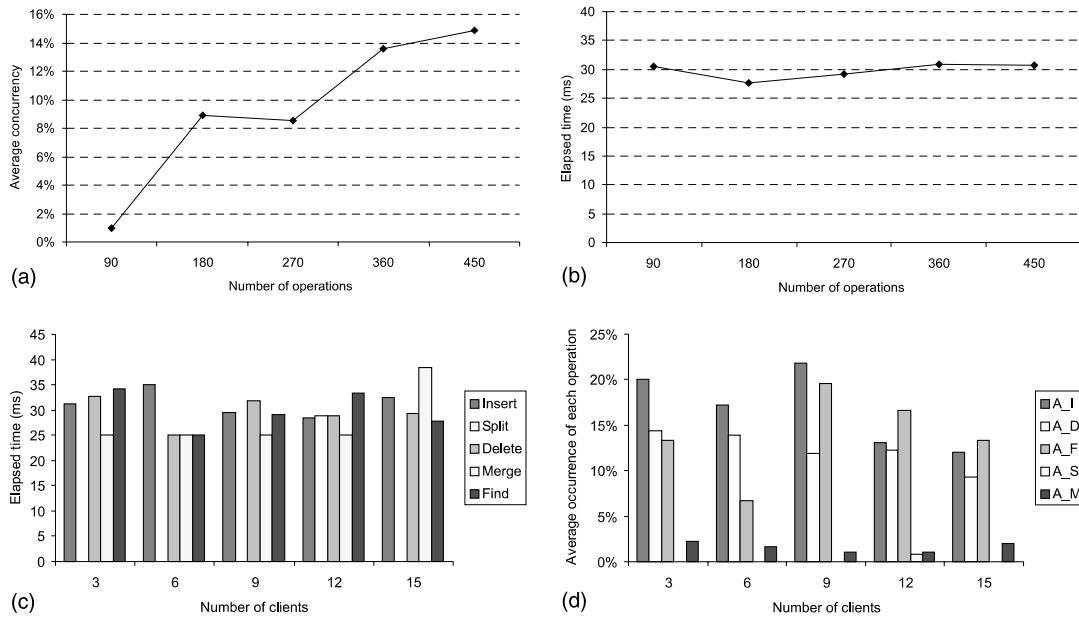 16%
14%
12%
10%
8%
6%
4%
2%
0%
Average concurrency
90 180 270 360 450
Number of operations
(a)
40
35
30
25
20
15
10
5
0
Elapsed time (ms)
90 180 270 360 450
Number of operations
(b)
45
40
35
30
25
20
15
10
5
0
Elapsed time (ms)
3 6 9 12 15
Number of clients
Insert
Split
Delete
Merge
Find
(c)
25%
20%
15%
10%
5%
0%
Average occurrence of each operation
3 6 9 12 15
Number of clients
A_I
A_D
A_F
A_S
A_M
(d)